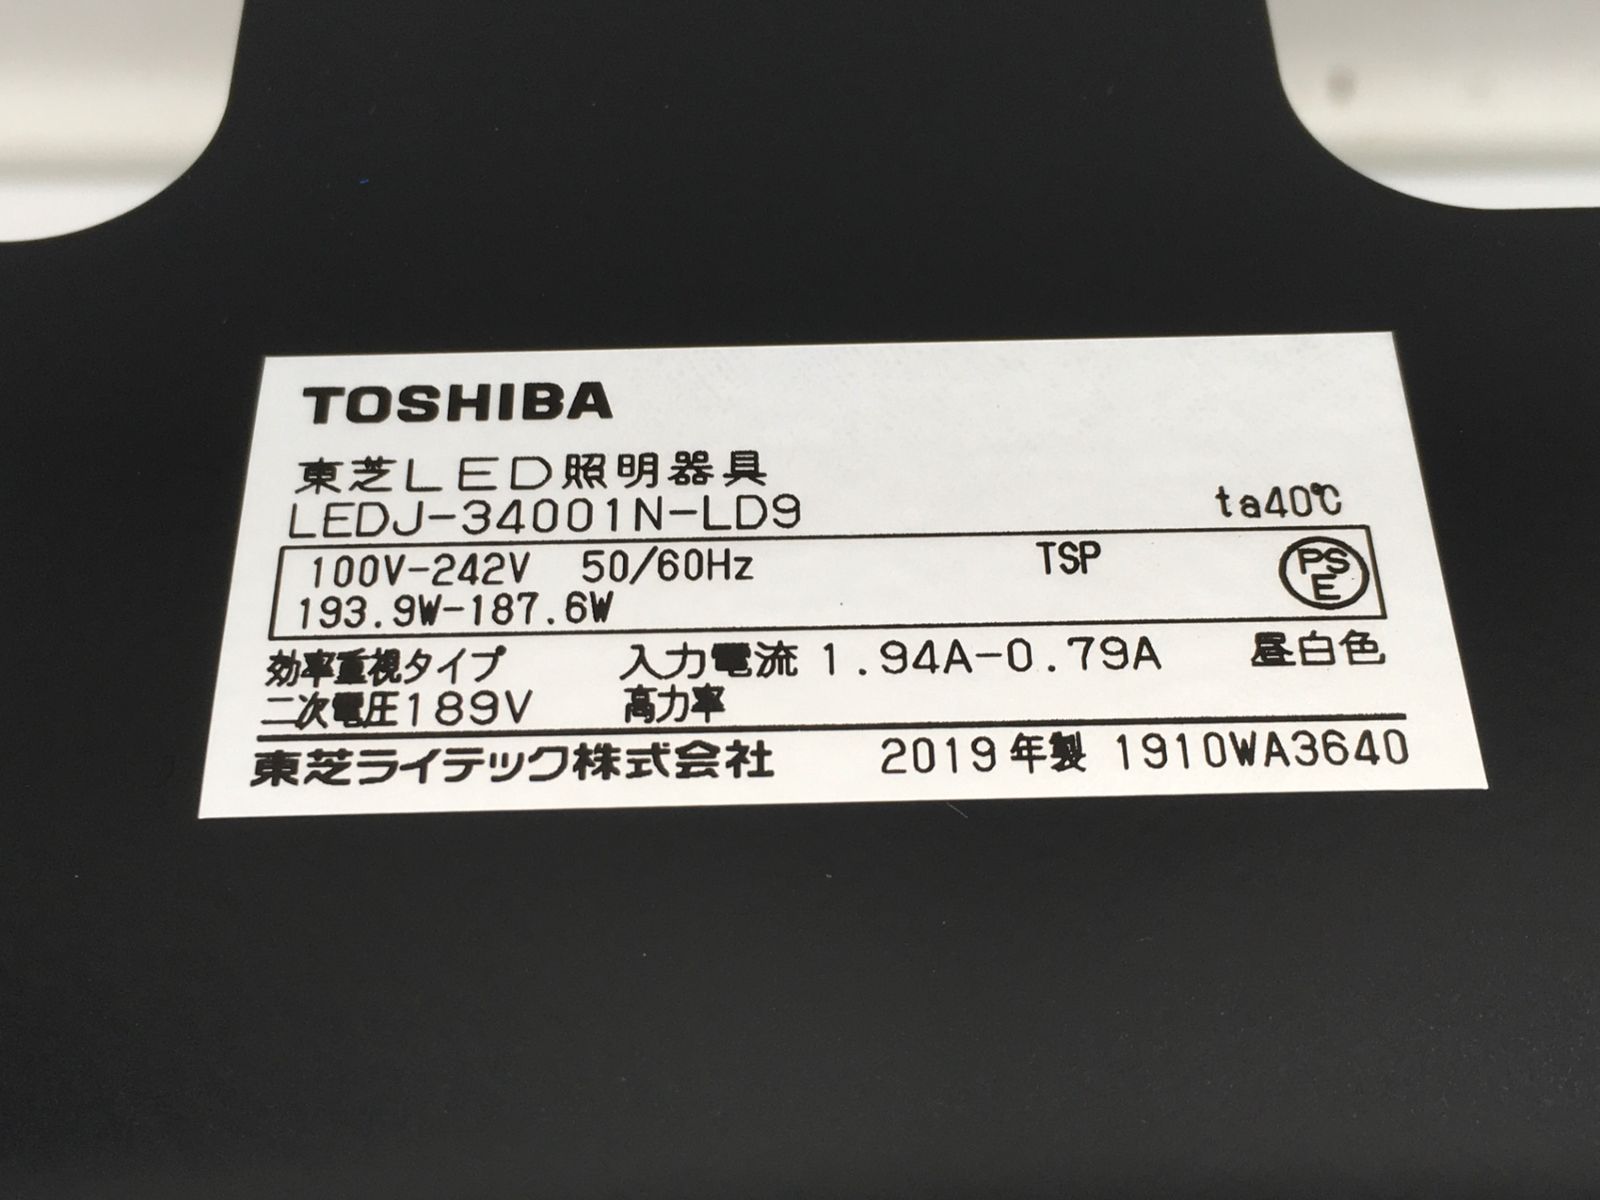 TOSHIBA
東芝LED照明器具
LEDJ-34001N-LD9 ta40℃
100V-242V 50/60Hz TSP PSE
193.9W-187.6W
効率重視タイプ 入力電流 1.94A-0.79A 昼白色
二次電圧189V 高力率
東芝ライテック株式会社 2019年製 1910WA3640